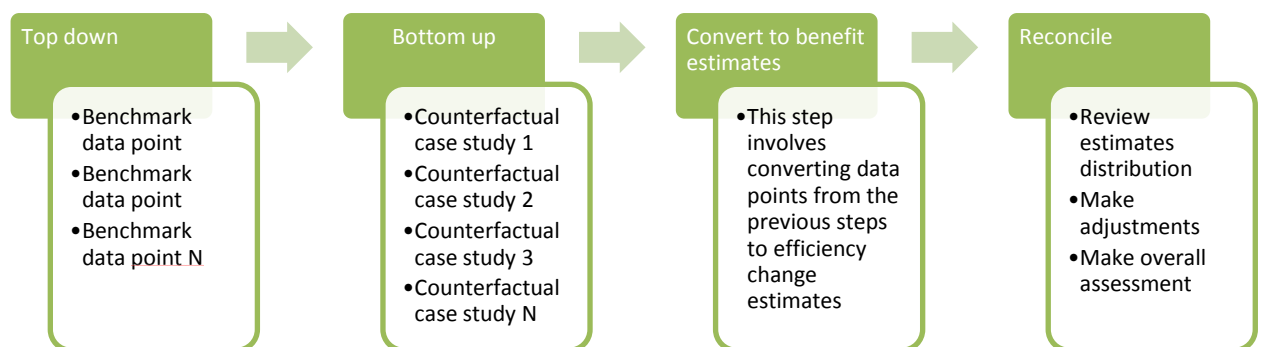 Top down
•Benchmark
data point
•Benchmark
data point
•Benchmark
data point N
Bottom up
•Counterfactual
case study 1
•Counterfactual
case study 2
•Counterfactual
case study 3
•Counterfactual
case study N
Convert to benefit
estimates
•This step
involves
converting data
points from the
previous steps
to efficiency
change
estimates
Reconcile
•Review
estimates
distribution
•Make
adjustments
•Make overall
assessment